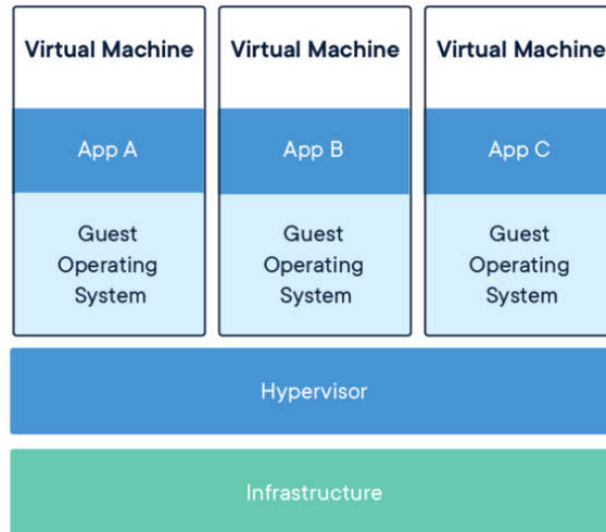 Virtual Machine
Virtual Machine
Virtual Machine
App A
App B
App C
Guest
Operating
System
Guest
Operating
System
Guest
Operating
System
Hypervisor
Infrastructure